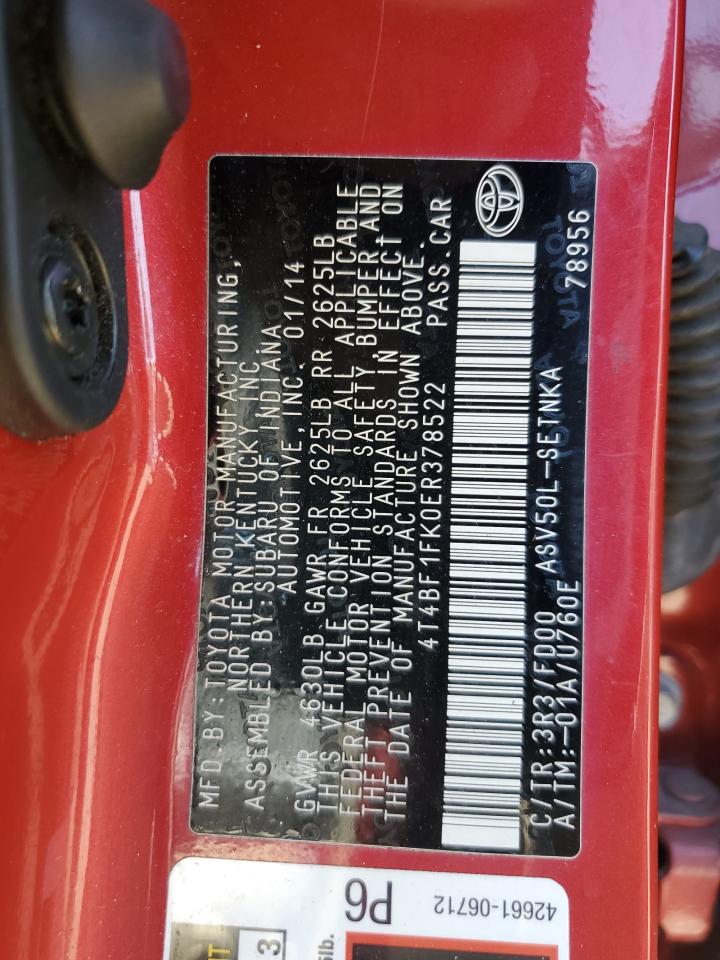 MFD.BY:TOYOTA MOTOR MANUFACTURING,
NORTHERN KENTUCKY,INC.
ASSEMBLED BY:SUBARU OF INDIANA
AUTOMOTIVE,INC. 01/14
GVWR 4630LB GAWR FR 2625LB RR 2625LB
THIS VEHICLE CONFORMS TO ALL APPLICABLE
FEDERAL MOTOR VEHICLE SAFETY, BUMPER AND
THEFT PREVENTION STANDARDS IN EFFECT ON
THE DATE OF MANUFACTURE SHOWN ABOVE.
4T4BF1FK0ER378522 PASS.CAR
C/TR:3R3/FD00 ASV50L-SETNKA 78956
A/TM:-01A/U760E
42661-06712
P6
3